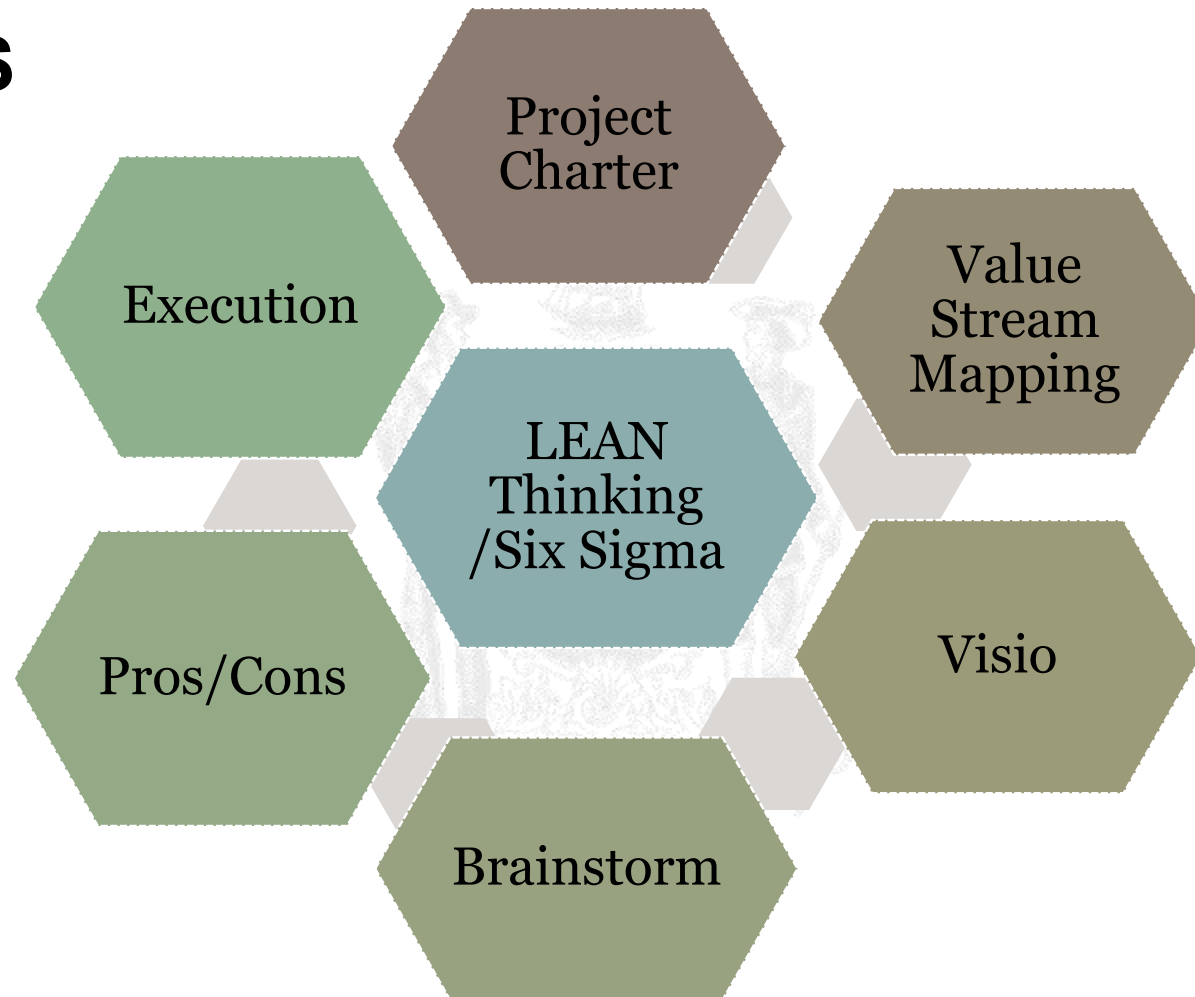 s
Project
Charter
Value
Stream
Mapping
Execution
LEAN
Thinking
/Six Sigma
Visio
Pros/Cons
Brainstorm